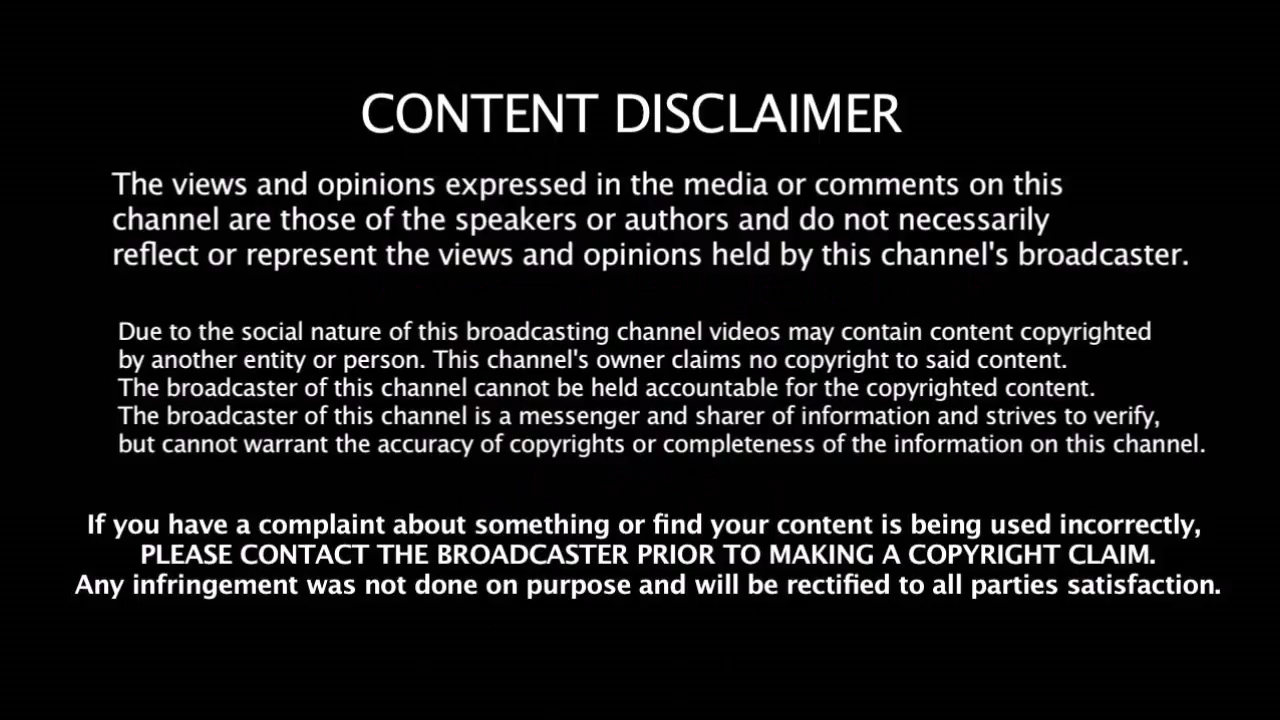 CONTENT DISCLAIMER
The views and opinions expressed in the media or comments on this
channel are those of the speakers or authors and do not necessarily
reflect or represent the views and opinions held by this channel's broadcaster.
Due to the social nature of this broadcasting channel videos may contain content copyrighted
by another entity or person. This channel's owner claims no copyright to said content.
The broadcaster of this channel cannot be held accountable for the copyrighted content.
The broadcaster of this channel is a messenger and sharer of information and strives to verify,
but cannot warrant the accuracy of copyrights or completeness of the information on this channel.
If you have a complaint about something or find your content is being used incorrectly,
PLEASE CONTACT THE BROADCASTER PRIOR TO MAKING A COPYRIGHT CLAIM.
Any infringement was not done on purpose and will be rectified to all parties satisfaction.